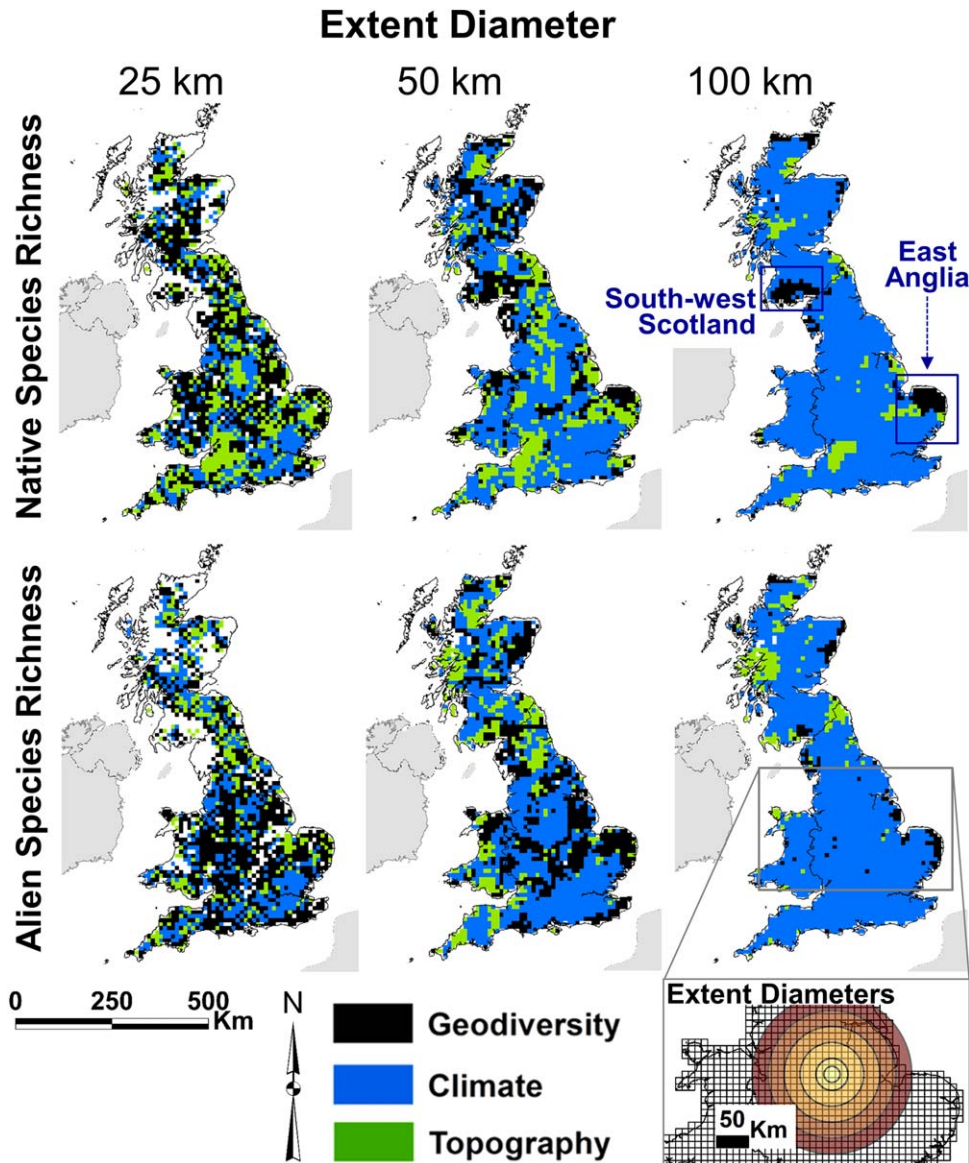 Extent Diameter
25 km
50 km
100 km
Native Species Richness
South-west
Scotland
East
Anglia
Alien Species Richness
0 250 500
Km
N
Geodiversity
Climate
Topography
Extent Diameters
50 Km